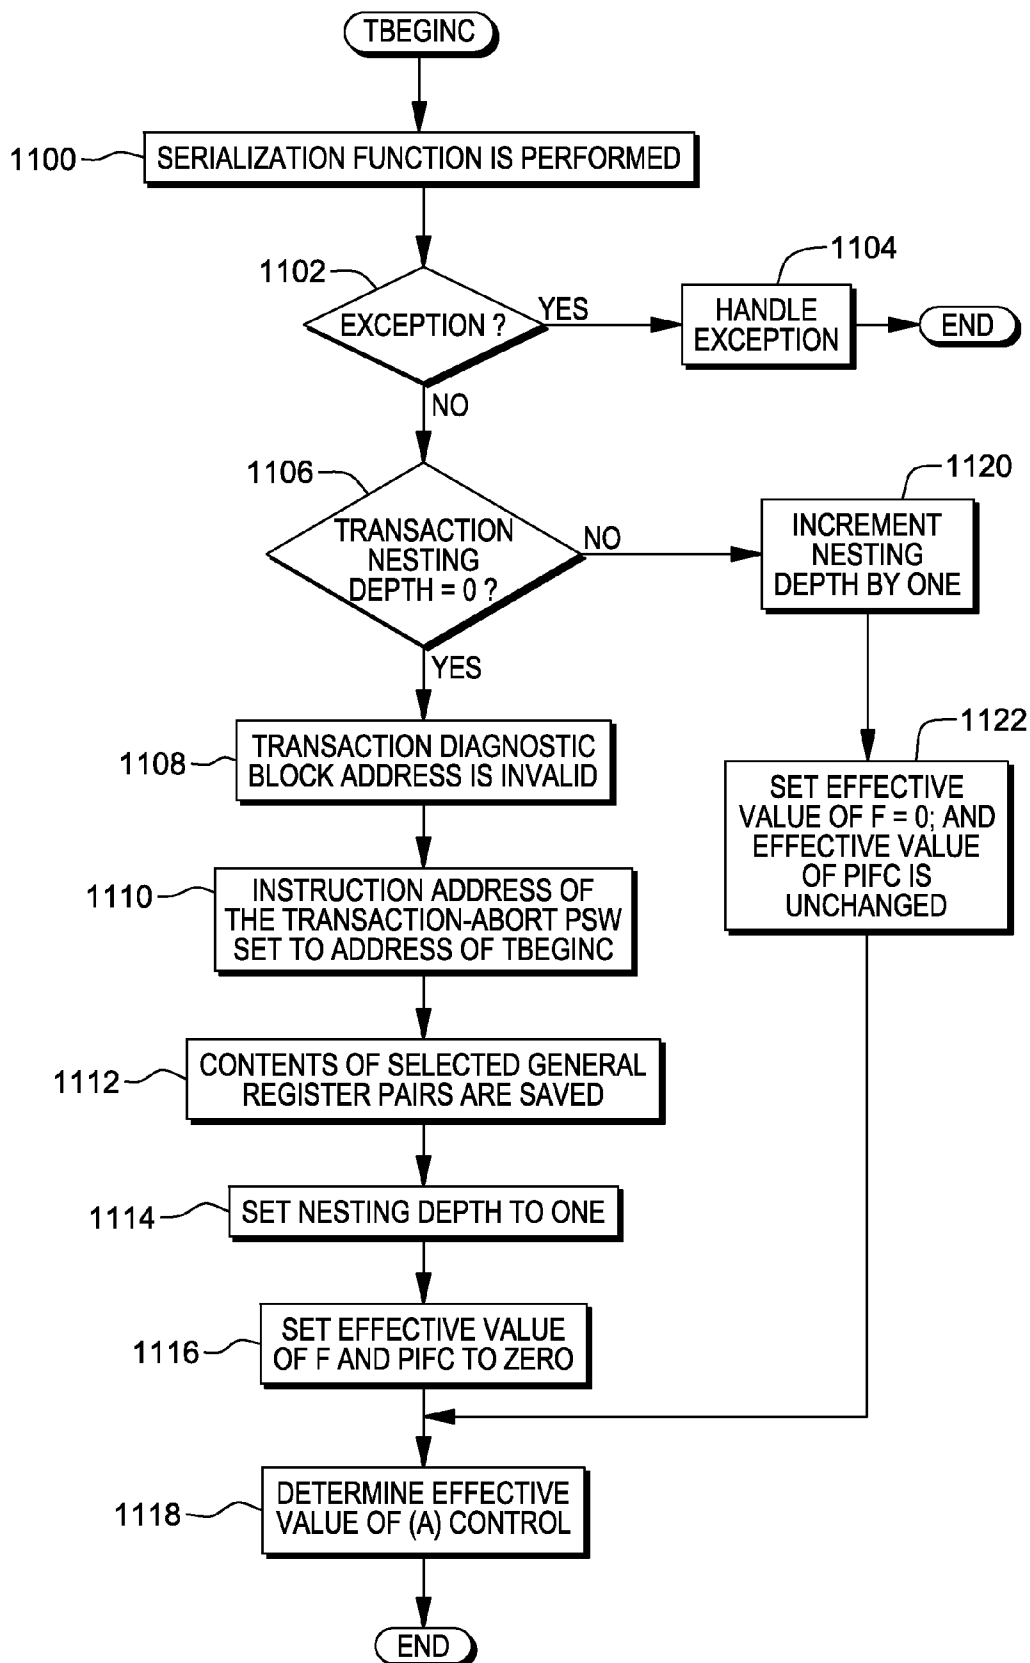 TBEGINC
1100
SERIALIZATION FUNCTION IS PERFORMED
1102
EXCEPTION ?
YES
1104
HANDLE
EXCEPTION
END
NO
1106
TRANSACTION
NESTING
DEPTH = 0 ?
NO
1120
INCREMENT
NESTING
DEPTH BY ONE
YES
1108
TRANSACTION DIAGNOSTIC
BLOCK ADDRESS IS INVALID
1122
SET EFFECTIVE
VALUE OF F = 0; AND
EFFECTIVE VALUE
OF PIFC IS
UNCHANGED
1110
INSTRUCTION ADDRESS OF
THE TRANSACTION-ABORT PSW
SET TO ADDRESS OF TBEGINC
1112
CONTENTS OF SELECTED GENERAL
REGISTER PAIRS ARE SAVED
1114
SET NESTING DEPTH TO ONE
1116
SET EFFECTIVE VALUE
OF F AND PIFC TO ZERO
1118
DETERMINE EFFECTIVE
VALUE OF (A) CONTROL
END